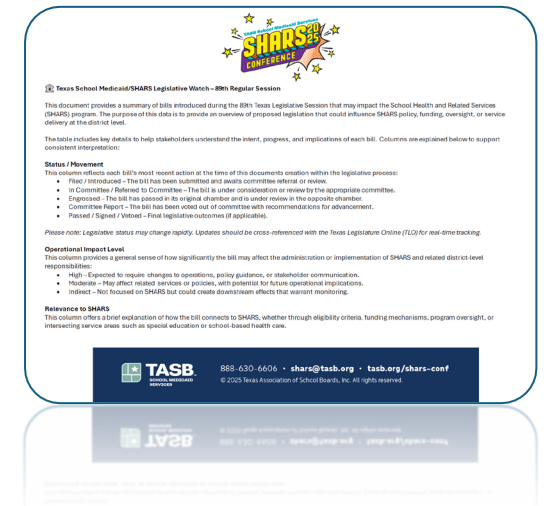 TASB School Medicaid Services
SHARS 2025
CONFERENCE
Texas School Medicaid/SHARS Legislative Watch – 89th Regular Session
This document provides a summary of bills introduced during the 89th Texas Legislative Session that may impact the School Health and Related Services
(SHARS) program. The purpose of this data is to provide an overview of proposed legislation that could influence SHARS policy, funding, oversight, or service
delivery at the district level.
The table includes key details to help stakeholders understand the intent, progress, and implications of each bill. Columns are explained below to support
consistent interpretation:
Status / Movement
This column reflects each bill's most recent action at the time of this documents creation within the legislative process:
• Filed / Introduced – The bill has been submitted and awaits committee referral or review.
• In Committee / Referred to Committee – The bill is under consideration or review by the appropriate committee.
• Engrossed – The bill has passed in its original chamber and is under review in the opposite chamber.
• Committee Report – The bill has been voted out of committee with recommendations for advancement.
• Passed / Signed / Vetoed – Final legislative outcomes (if applicable).
Please note: Legislative status may change rapidly. Updates should be cross-referenced with the Texas Legislature Online (TLO) for real-time tracking.
Operational Impact Level
This column provides a general sense of how significantly the bill may affect the administration or implementation of SHARS and related district-level
responsibilities:
• High – Expected to require changes to operations, policy guidance, or stakeholder communication.
• Moderate – May affect related services or policies, with potential for future operational implications.
• Indirect – Not focused on SHARS but could create downstream effects that warrant monitoring.
Relevance to SHARS
This column offers a brief explanation of how the bill connects to SHARS, whether through eligibility criteria, funding mechanisms, program oversight, or
intersecting service areas such as special education or school-based health care.
TASB
SCHOOL MEDICAID
SERVICES
888-630-6606 • shars@tasb.org • tasb.org/shars-conf
© 2025 Texas Association of School Boards, Inc. All rights reserved.